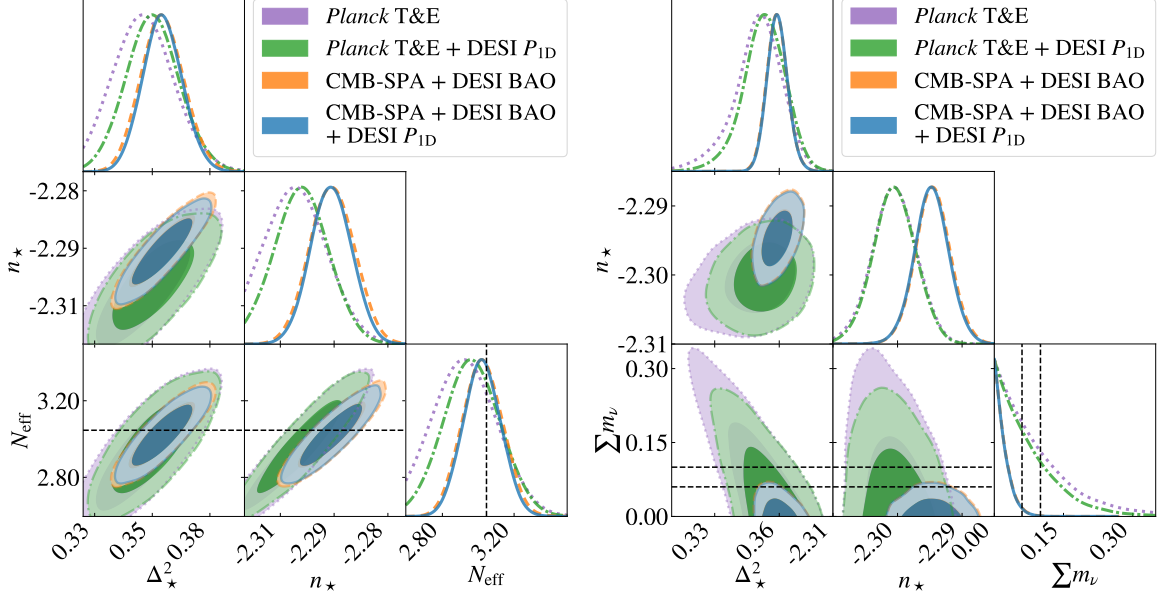 Planck T&E
Planck T&E + DESI P1D
CMB-SPA + DESI BAO
CMB-SPA + DESI BAO
+ DESI P1D
-2.28
-2.29
-2.31
n⋆
3.20
2.80
Neff
0.33
0.35
0.38
Δ²⋆
-2.31
-2.29
-2.28
n⋆
2.80
3.20
Neff
Planck T&E
Planck T&E + DESI P1D
CMB-SPA + DESI BAO
CMB-SPA + DESI BAO
+ DESI P1D
-2.29
-2.30
-2.31
n⋆
0.30
0.15
0.00
∑mν
0.33
0.36
Δ²⋆
-2.31
-2.30
-2.29
n⋆
0.00
0.15
0.30
∑mν